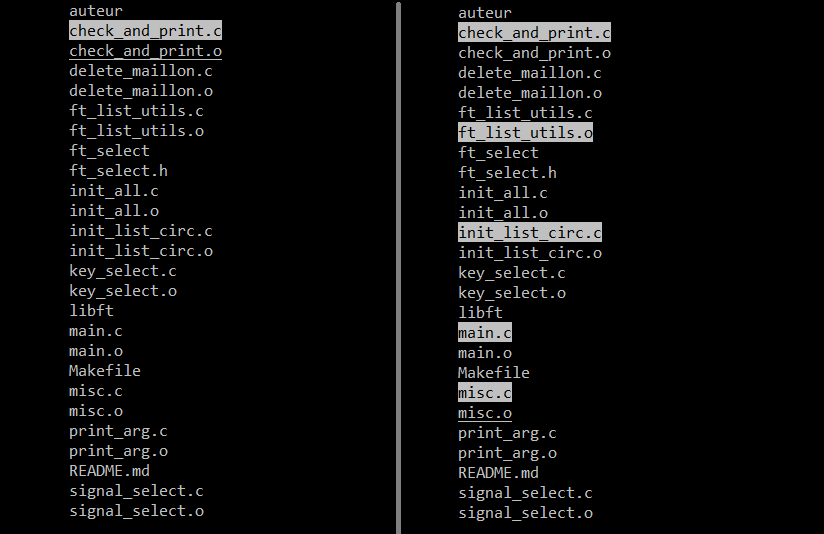 auteur
check_and_print.c
check_and_print.o
delete_maillon.c
delete_maillon.o
ft_list_utils.c
ft_list_utils.o
ft_select
ft_select.h
init_all.c
init_all.o
init_list_circ.c
init_list_circ.o
key_select.c
key_select.o
libft
main.c
main.o
Makefile
misc.c
misc.o
print_arg.c
print_arg.o
README.md
signal_select.c
signal_select.o
auteur
check_and_print.c
check_and_print.o
delete_maillon.c
delete_maillon.o
ft_list_utils.c
ft_list_utils.o
ft_select
ft_select.h
init_all.c
init_all.o
init_list_circ.c
init_list_circ.o
key_select.c
key_select.o
libft
main.c
main.o
Makefile
misc.c
misc.o
print_arg.c
print_arg.o
README.md
signal_select.c
signal_select.o